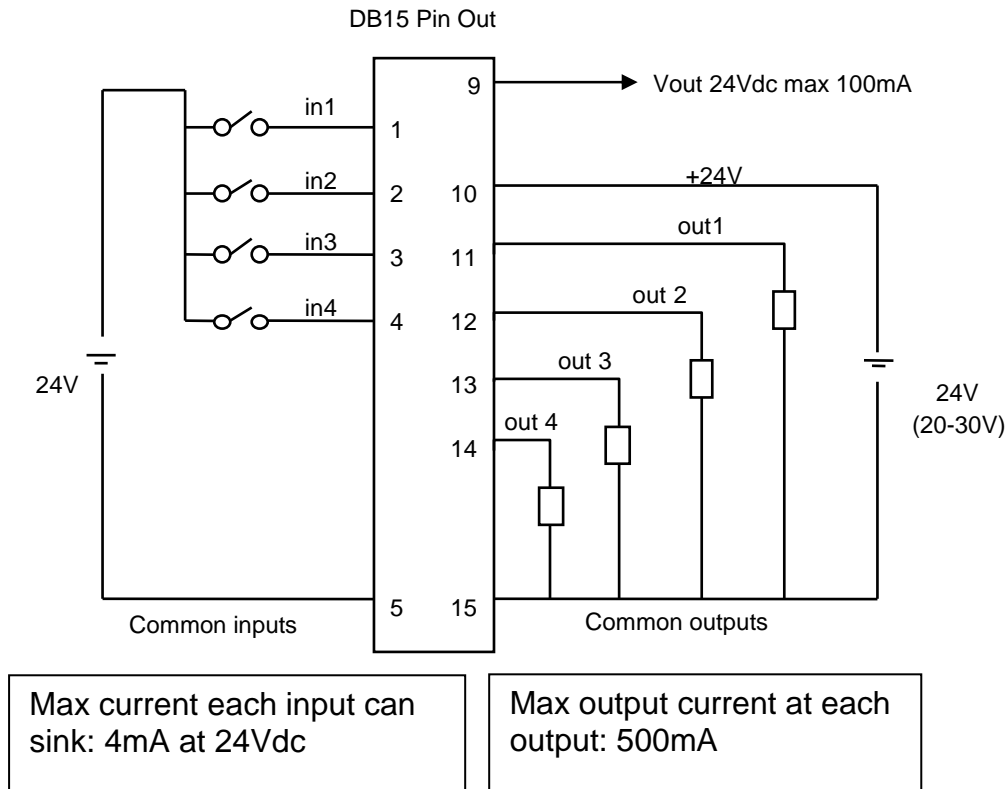 DB15 Pin Out
9
Vout 24Vdc max 100mA
in1
1
in2
2
10
+24V
in3
3
11
out1
in4
4
12
out 2
13
out 3
14
out 4
24V
24V
(20-30V)
5
15
Common inputs
Common outputs
Max current each input can
sink: 4mA at 24Vdc
Max output current at each
output: 500mA